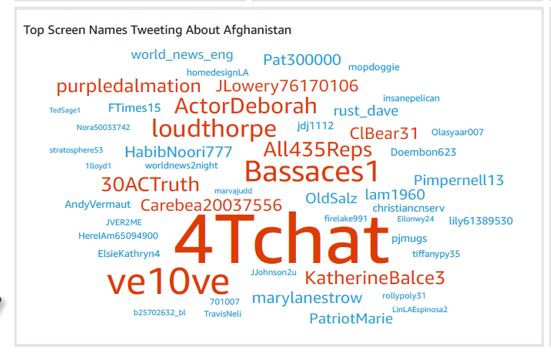 Top Screen Names Tweeting About Afghanistan
world_news_eng
Pat300000
mopdoggie
homedesignLA
purpledalmation
JLowery76170106
insanepelican
TedSage1
FTimes15
ActorDeborah
rust_dave
Nora50033742
loudthorpe
jdj1112
ClBear31
Olasyaar007
stratosphere53
HabibNoori777
All435Reps
Doembon623
1lloyd1
worldnews2night
Bassaces1
Pimpernell13
30ACTruth
marvajudd
OldSalz
lam1960
AndyVermaut
Carebea20037556
christiancnserv
JVER2ME
4Tchat
firelake991
Eilonwy24
lily61389530
HereIAm65094900
pjmugs
ElsieKathryn4
tiffanypy35
ve10ve
JJohnson2u
KatherineBalce3
701007
marylanestrow
rollypoly31
b25702632_bl
TravisNeli
PatriotMarie
LinLAEspinosa2